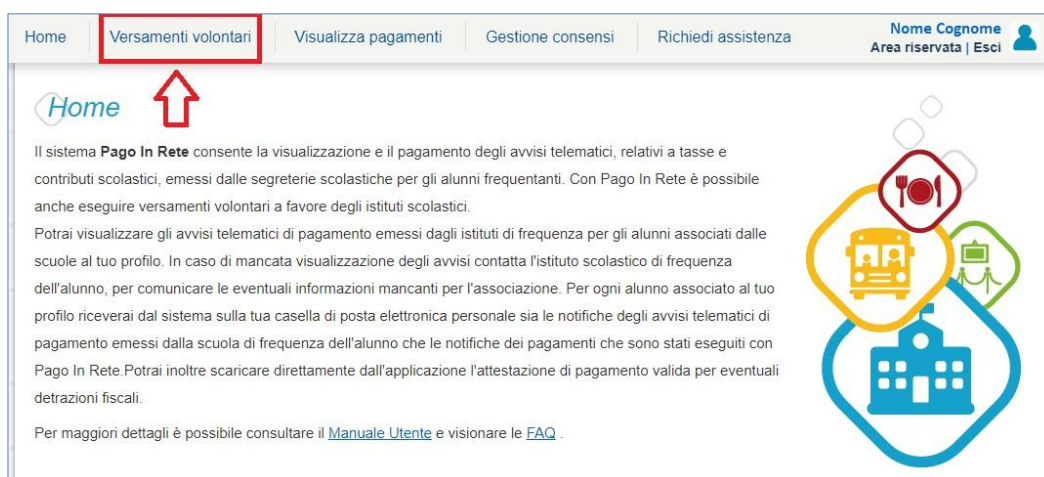 Home Versamenti volontari Visualizza pagamenti Gestione consensi Richiedi assistenza Nome Cognome
Area riservata | Esci
Home
Il sistema Pago In Rete consente la visualizzazione e il pagamento degli avvisi telematici, relativi a tasse e
contributi scolastici, emessi dalle segreterie scolastiche per gli alunni frequentanti. Con Pago In Rete è possibile
anche eseguire versamenti volontari a favore degli istituti scolastici.
Potrai visualizzare gli avvisi telematici di pagamento emessi dagli istituti di frequenza per gli alunni associati dalle
scuole al tuo profilo. In caso di mancata visualizzazione degli avvisi contatta l'istituto scolastico di frequenza
dell'alunno, per comunicare le eventuali informazioni mancanti per l'associazione. Per ogni alunno associato al tuo
profilo riceverai dal sistema sulla tua casella di posta elettronica personale sia le notifiche degli avvisi telematici di
pagamento emessi dalla scuola di frequenza dell'alunno che le notifiche dei pagamenti che sono stati eseguiti con
Pago In Rete.Potrai inoltre scaricare direttamente dall'applicazione l'attestazione di pagamento valida per eventuali
detrazioni fiscali.
Per maggiori dettagli è possibile consultare il Manuale Utente e visionare le FAQ .